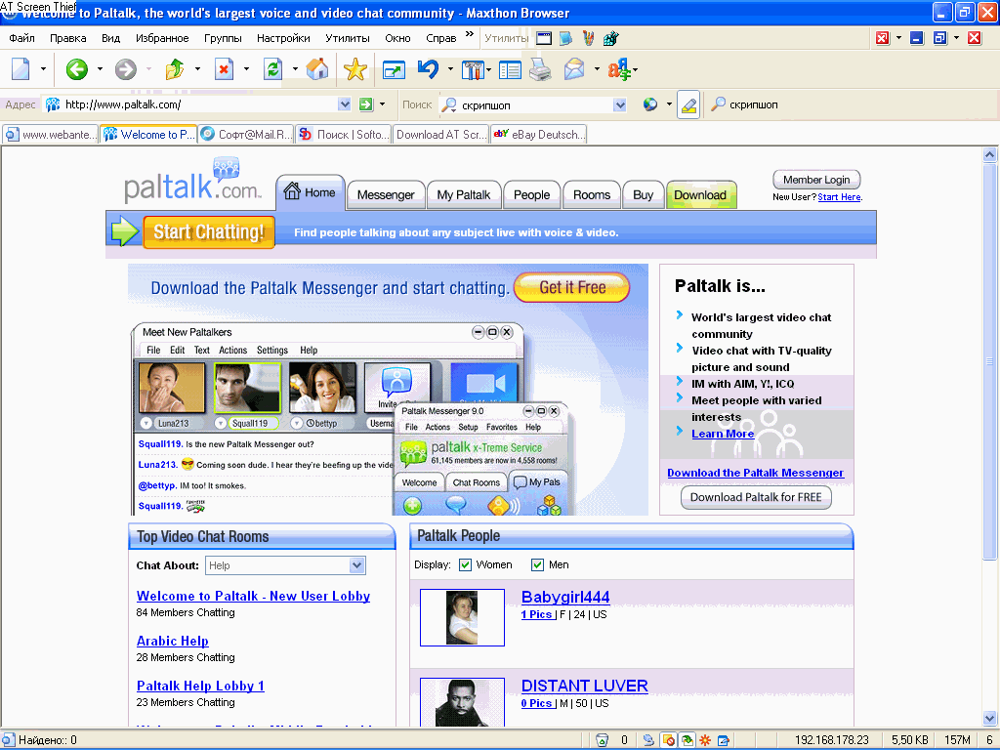 AT Screen Thief
Welcome to Paltalk, the world's largest voice and video chat community - Maxthon Browser
Файл Правка Вид Избранное Группы Настройки Утилиты Окно Справ » Утилиты
Адрес http://www.paltalk.com/ Поиск скрипшоп скрипшоп
www.webante... Welcome to P... Софт@Mail.R... Поиск | Softo... Download AT Scr... eBay Deutsch...
paltalk.com
Home Messenger My Paltalk People Rooms Buy Download
Member Login
New User? Start Here.
Start Chatting! Find people talking about any subject live with voice & video.
Download the Paltalk Messenger and start chatting. Get it Free
Meet New Paltalkers
File Edit Text Actions Settings Help
Luna213 Squall119 bettyp
Squall119. Is the new Paltalk Messenger out?
Luna213. Coming soon dude. I hear they're beefing up the vide
@bettyp. IM too! It smokes.
Squall119.
Paltalk Messenger 9.0
File Actions Setup Favorites Help
paltalk x-Treme Service
61,145 members are now in 4,558 rooms!
Welcome Chat Rooms My Pals
Paltalk is...
World's largest video chat
community
Video chat with TV-quality
picture and sound
IM with AIM, Y!, ICQ
Meet people with varied
interests
Learn More
Download the Paltalk Messenger
Download Paltalk for FREE
Top Video Chat Rooms
Chat About: Help
Welcome to Paltalk - New User Lobby
84 Members Chatting
Arabic Help
28 Members Chatting
Paltalk Help Lobby 1
23 Members Chatting
Paltalk People
Display: Women Men
Babygirl444
1 Pics | F | 24 | US
DISTANT LUVER
0 Pics | M | 50 | US
Найдено:: 0 0 192.168.178.23 5,50 KB 157M 6